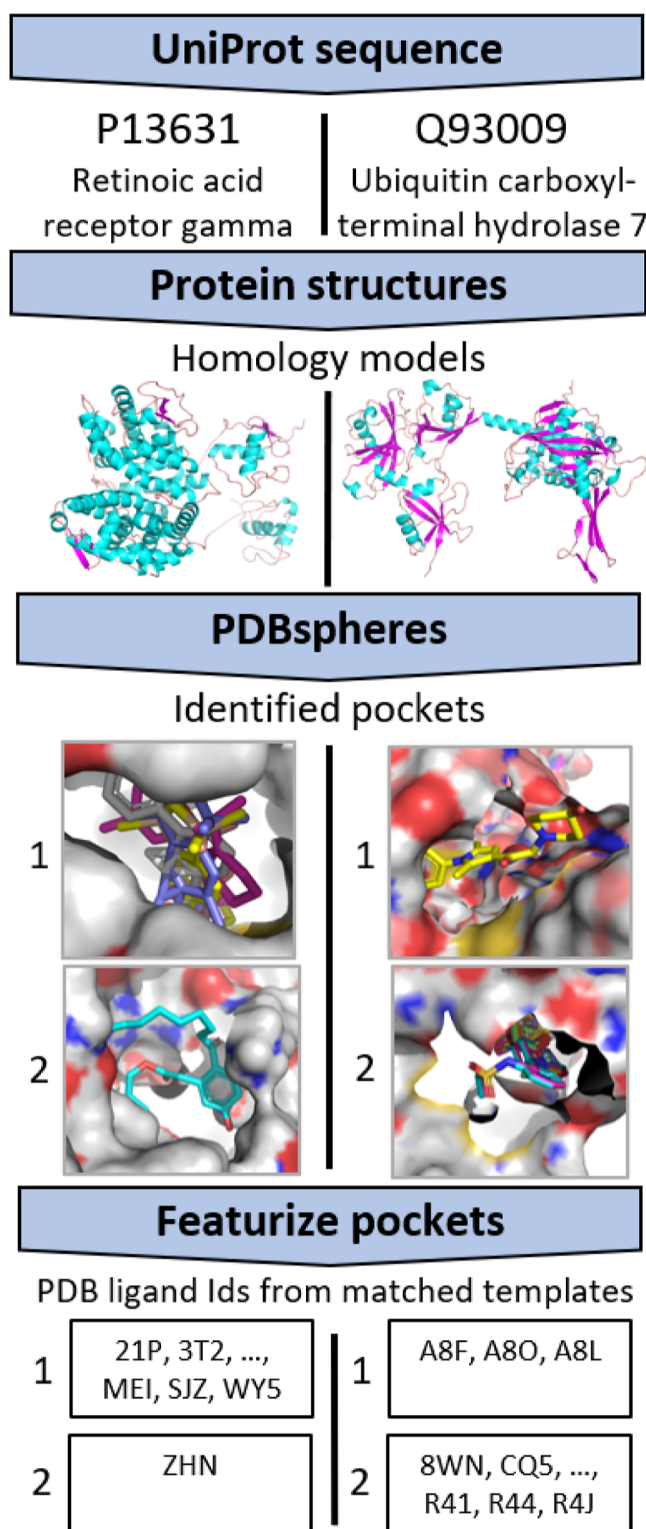 UniProt sequence
P13631
Retinoic acid
receptor gamma
Q93009
Ubiquitin carboxyl-
terminal hydrolase 7
Protein structures
Homology models
PDBspheres
Identified pockets
1
1
2
2
Featurize pockets
PDB ligand Ids from matched templates
1
21P, 3T2, ...,
MEI, SJZ, WY5
1
A8F, A8O, A8L
2
ZHN
2
8WN, CQ5, ...,
R41, R44, R4J